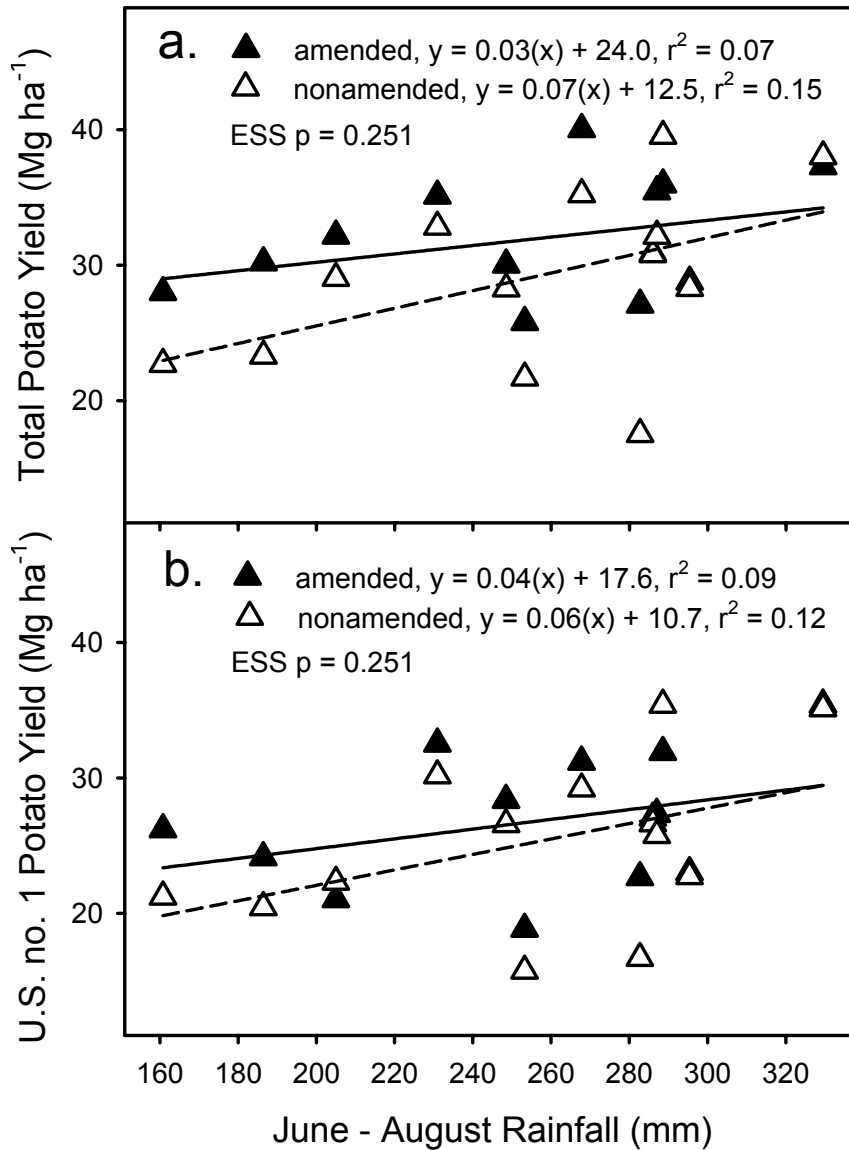 a.
▲ amended, y = 0.03(x) + 24.0, r² = 0.07
△ nonamended, y = 0.07(x) + 12.5, r² = 0.15
ESS p = 0.251
Total Potato Yield (Mg ha⁻¹)
40
30
20
b.
▲ amended, y = 0.04(x) + 17.6, r² = 0.09
△ nonamended, y = 0.06(x) + 10.7, r² = 0.12
ESS p = 0.251
U.S. no. 1 Potato Yield (Mg ha⁻¹)
40
30
20
160 180 200 220 240 260 280 300 320
June - August Rainfall (mm)